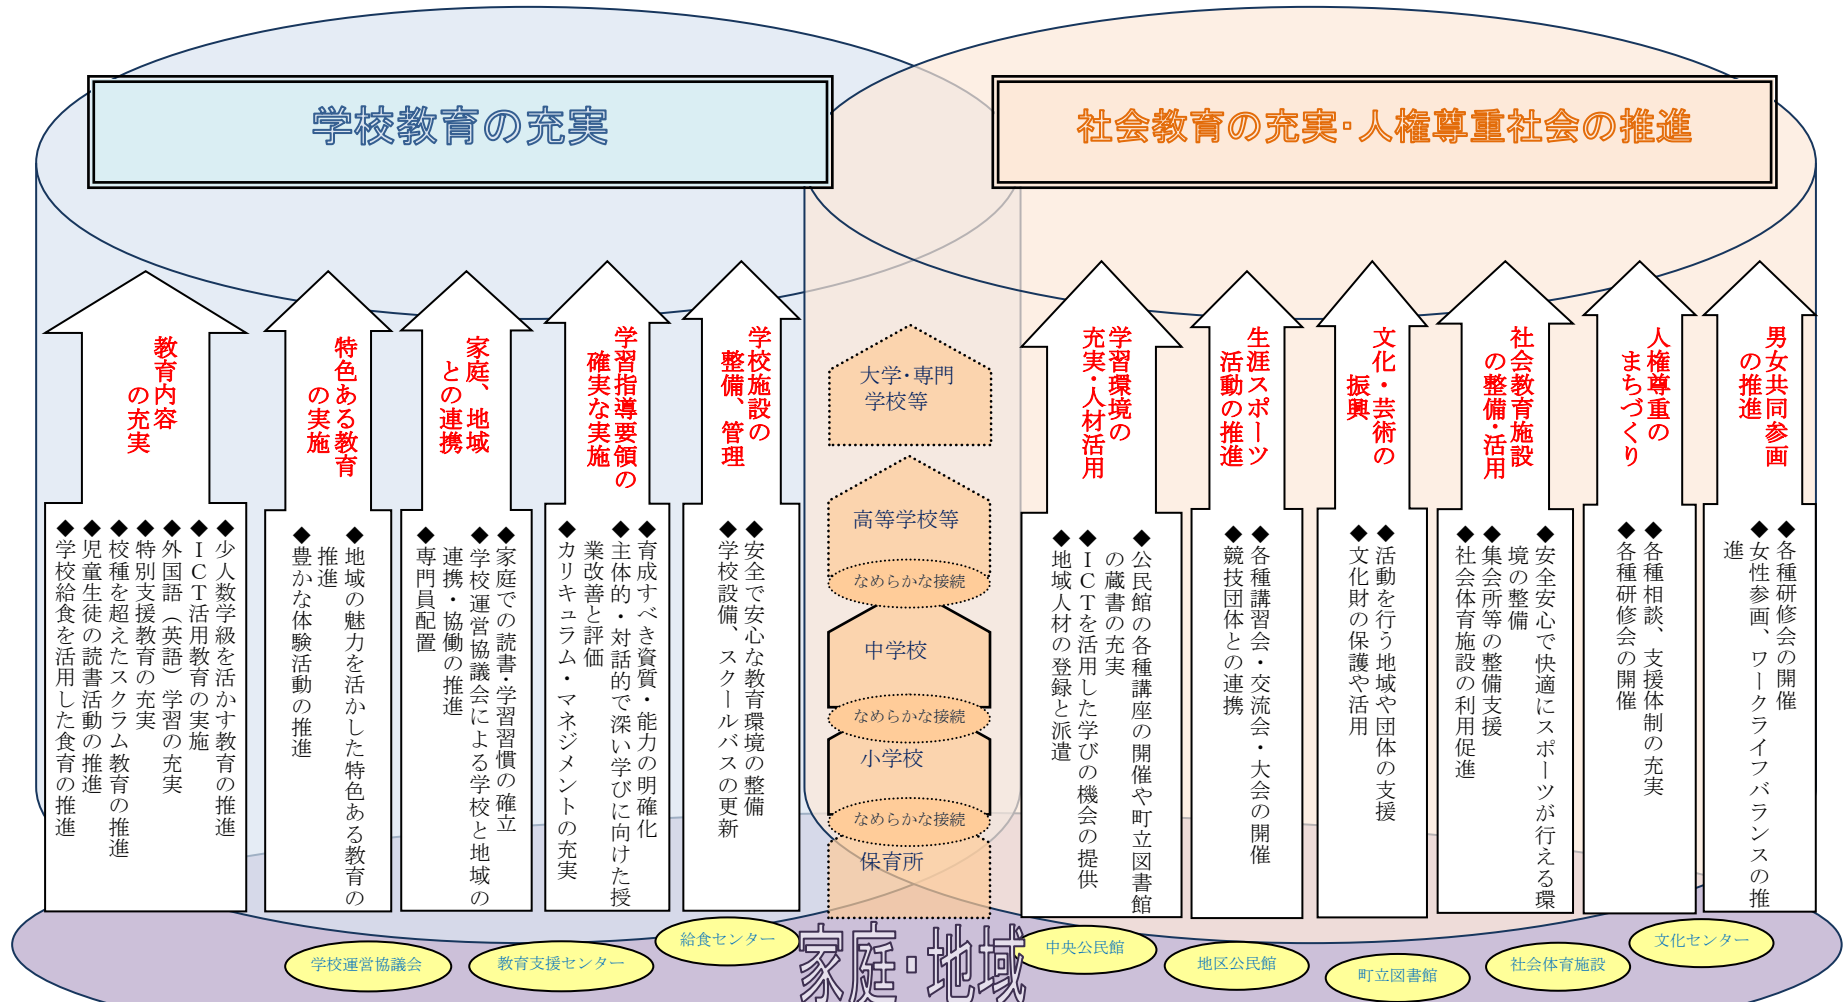 学校教育の充実
社会教育の充実・人権尊重社会の推進
教育内容
の充実
◆少人数学級を活かす教育の推進
◆ICT活用教育の実施
◆外国語（英語）学習の充実
◆特別支援教育の充実
◆校種を超えたスクラム教育の推進
◆児童生徒の読書活動の推進
◆学校給食を活用した食育の推進
特色ある教育
の実施
◆地域の魅力を活かした特色ある教育の
推進
◆豊かな体験活動の推進
家庭、地域
との連携
◆家庭での読書・学習習慣の確立
◆学校運営協議会による学校と地域の
連携・協働の推進
◆専門員配置
学習指導要領の
確実な実施
◆育成すべき資質・能力の明確化
◆主体的・対話的で深い学びに向けた授
業改善と評価
◆カリキュラム・マネジメントの充実
学校施設の
整備、管理
◆安全で安心な教育環境の整備
◆学校設備、スクールバスの更新
大学・専門
学校等
高等学校等
なめらかな接続
中学校
なめらかな接続
小学校
なめらかな接続
保育所
学習環境の
充実・人材活用
◆公民館の各種講座の開催や町立図書館
の蔵書の充実
◆ICTを活用した学びの機会の提供
◆地域人材の登録と派遣
生涯スポーツ
活動の推進
◆各種講習会・交流会・大会の開催
◆競技団体との連携
文化・芸術の
振興
◆活動を行う地域や団体の支援
◆文化財の保護や活用
社会教育施設
の整備・活用
◆安全安心で快適にスポーツが行える環
境の整備
◆集会所等の整備支援
◆社会体育施設の利用促進
人権尊重の
まちづくり
◆各種相談、支援体制の充実
◆各種研修会の開催
男女共同参画
の推進
◆各種研修会の開催
◆女性参画、ワークライフバランスの推
進
学校運営協議会
教育支援センター
給食センター
家庭・地域
中央公民館
地区公民館
町立図書館
社会体育施設
文化センター